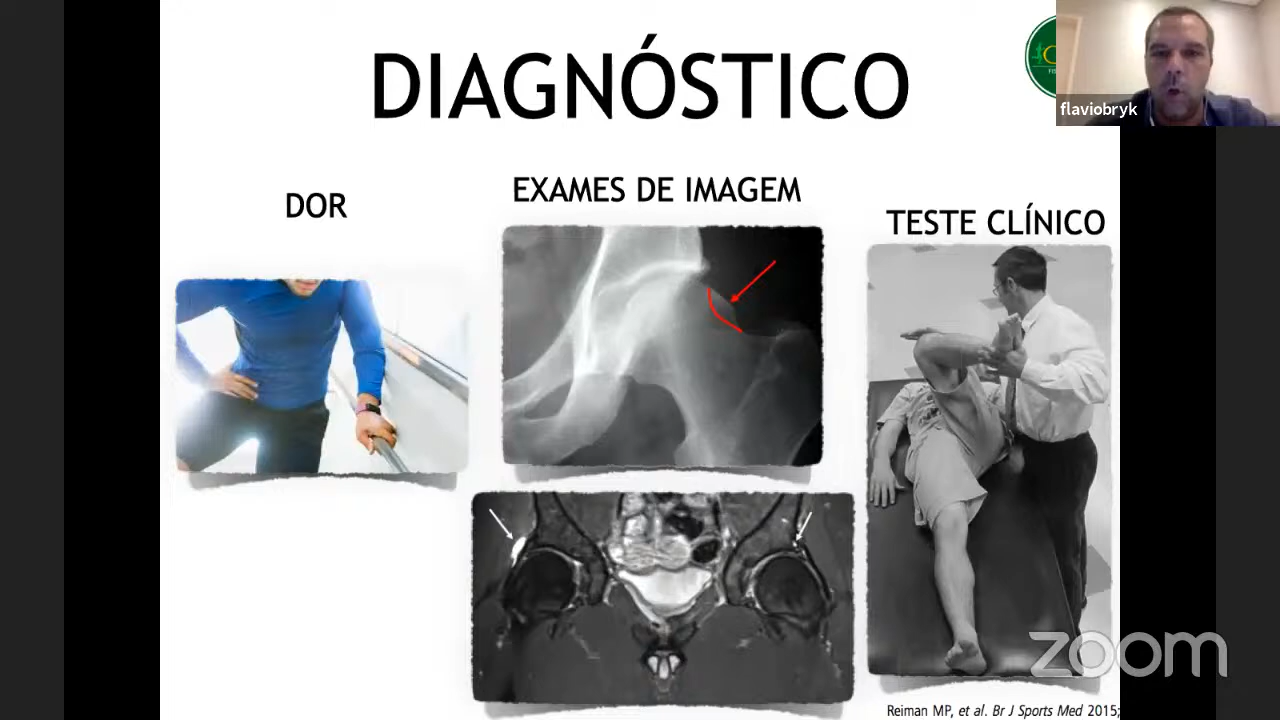 DIAGNÓSTICO
flaviobryk
DOR
EXAMES DE IMAGEM
TESTE CLÍNICO
zoom
Reiman MP, et al. Br J Sports Med 2015;